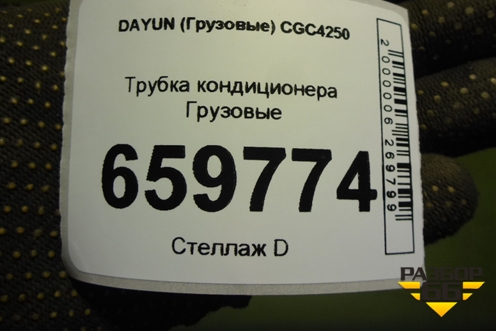 DAYUN (Грузовые) CGC4250
Трубка кондиционера
Грузовые
659774
Стеллаж D
2000006269799
РАЗБОР